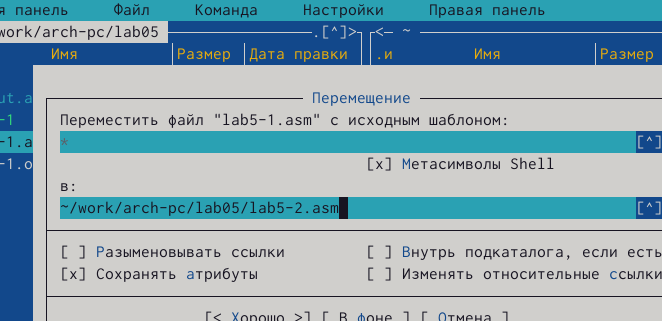 я панель Файл Команда Настройки Правая панель
work/arch-pc/lab05 .[^]> <— ~
Имя Размер Дата правки .и Имя Размер
ut.a
Перемещение
-1 Переместить файл "lab5-1.asm" с исходным шаблоном:
-1.a * [^]
-1.o [x] Метасимволы Shell
в:
~/work/arch-pc/lab05/lab5-2.asm [^]
[ ] Разыменовывать ссылки [ ] Внутрь подкаталога, если есть
[x] Сохранять атрибуты [ ] Изменять относительные ссылки
[< Хорошо >] [ В фоне ] [ Отмена ]